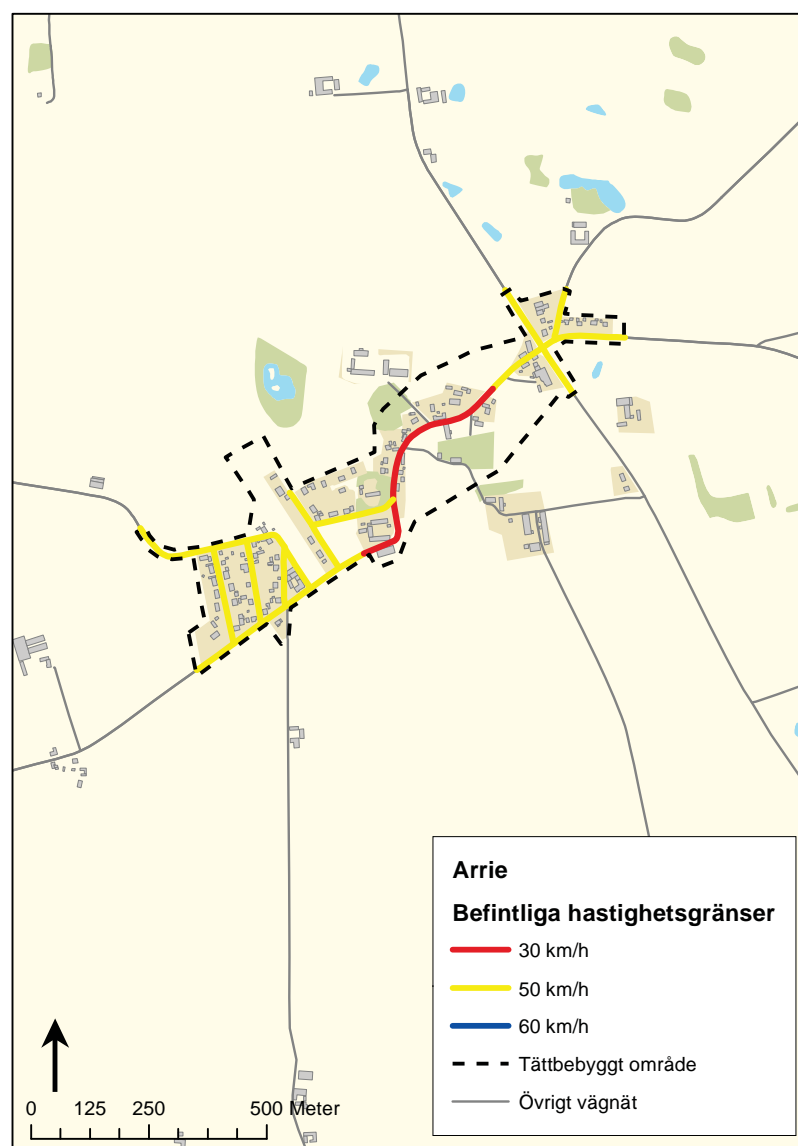 Arrie
Befintliga hastighetsgränser
30 km/h
50 km/h
60 km/h
Tättbebyggt område
Övrigt vägnät
0 125 250 500 Meter